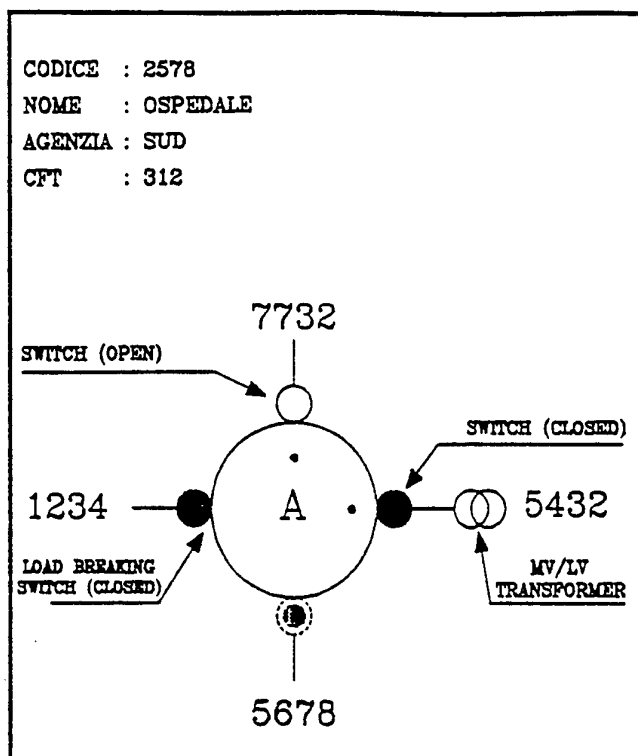 CODICE : 2578
NOME : OSPEDALE
AGENZIA : SUD
CFT : 312
7732
SWITCH (OPEN)
SWITCH (CLOSED)
1234
A
5432
LOAD BREAKING
SWITCH (CLOSED)
MV/LV
TRANSFORMER
5678